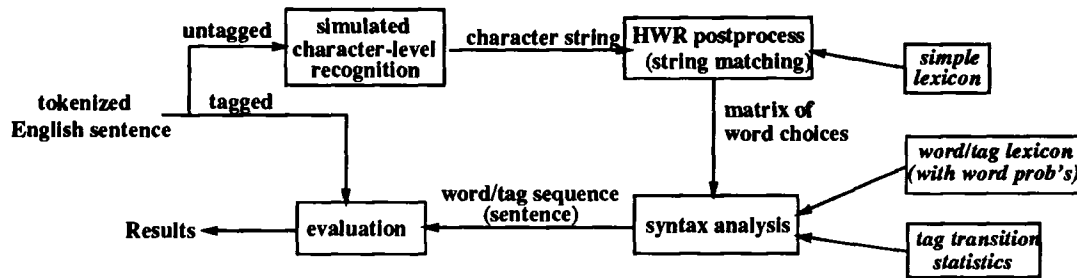 untagged
simulated
character-level
recognition
character string
HWR postprocess
(string matching)
simple
lexicon
tokenized
English sentence
tagged
matrix of
word choices
word/tag lexicon
(with word prob's)
word/tag sequence
(sentence)
Results
evaluation
syntax analysis
tag transition
statistics